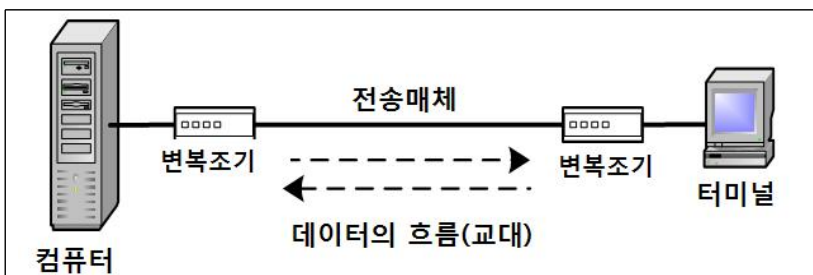 전송매체
변복조기
변복조기
터미널
데이터의 흐름(교대)
컴퓨터